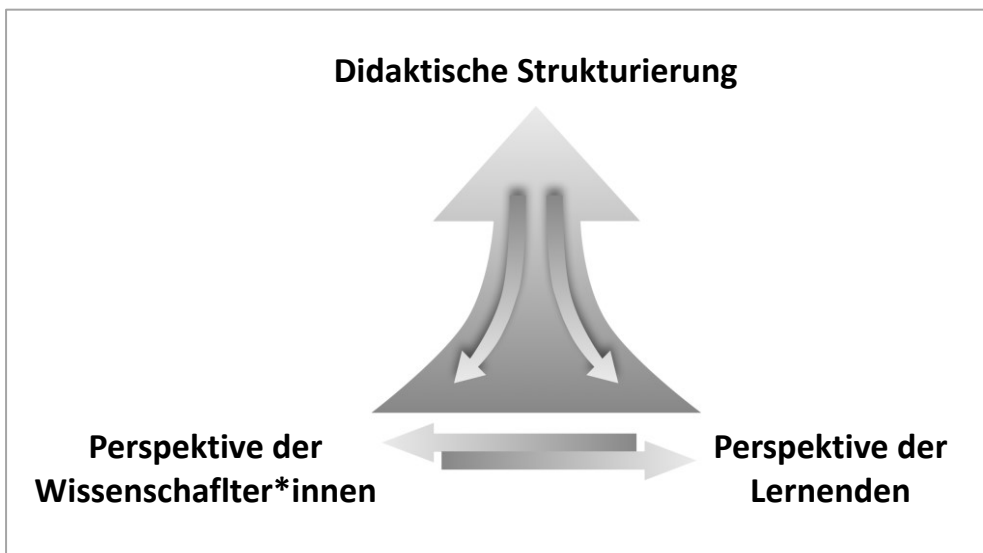 Didaktische Strukturierung
Perspektive der
Wissenschaflter*innen
Perspektive der
Lernenden